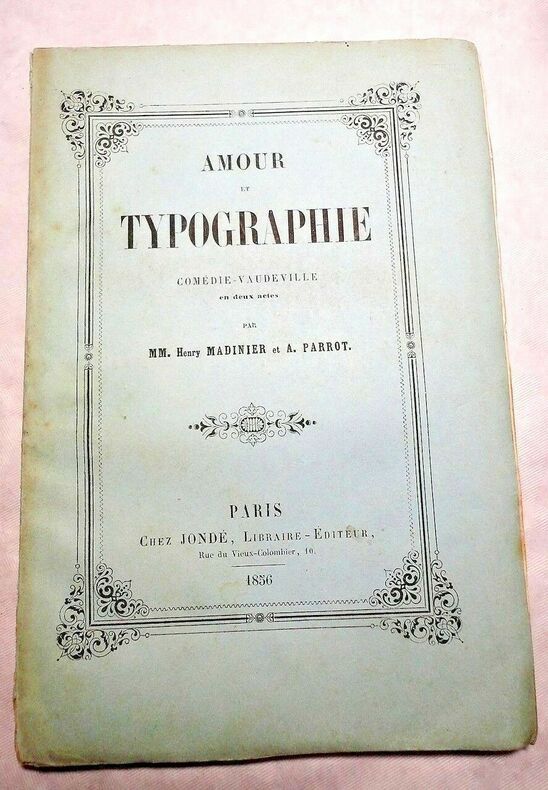 AMOUR
ET
TYPOGRAPHIE
COMÉDIE-VAUDEVILLE
en deux actes
PAR
MM. Henry MADINIER et A. PARROT.
PARIS
CHEZ JONDÉ, LIBRAIRE-ÉDITEUR,
Rue du Vieux-Colombier, 10.
1856